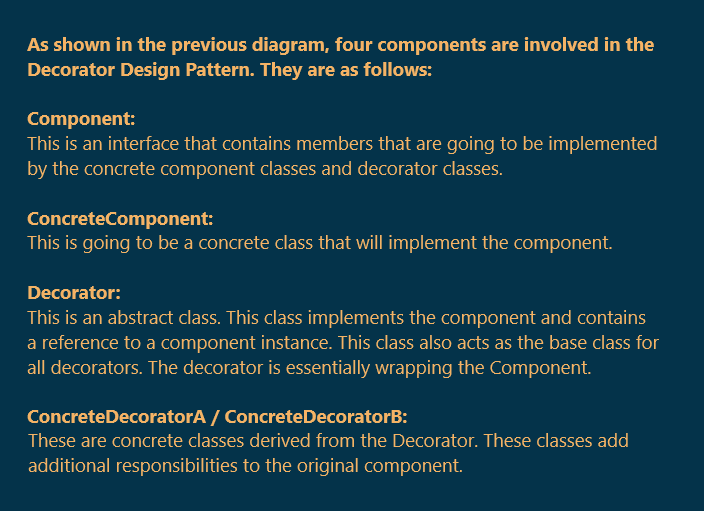 As shown in the previous diagram, four components are involved in the
Decorator Design Pattern. They are as follows:
Component:
This is an interface that contains members that are going to be implemented
by the concrete component classes and decorator classes.
ConcreteComponent:
This is going to be a concrete class that will implement the component.
Decorator:
This is an abstract class. This class implements the component and contains
a reference to a component instance. This class also acts as the base class for
all decorators. The decorator is essentially wrapping the Component.
ConcreteDecoratorA / ConcreteDecoratorB:
These are concrete classes derived from the Decorator. These classes add
additional responsibilities to the original component.